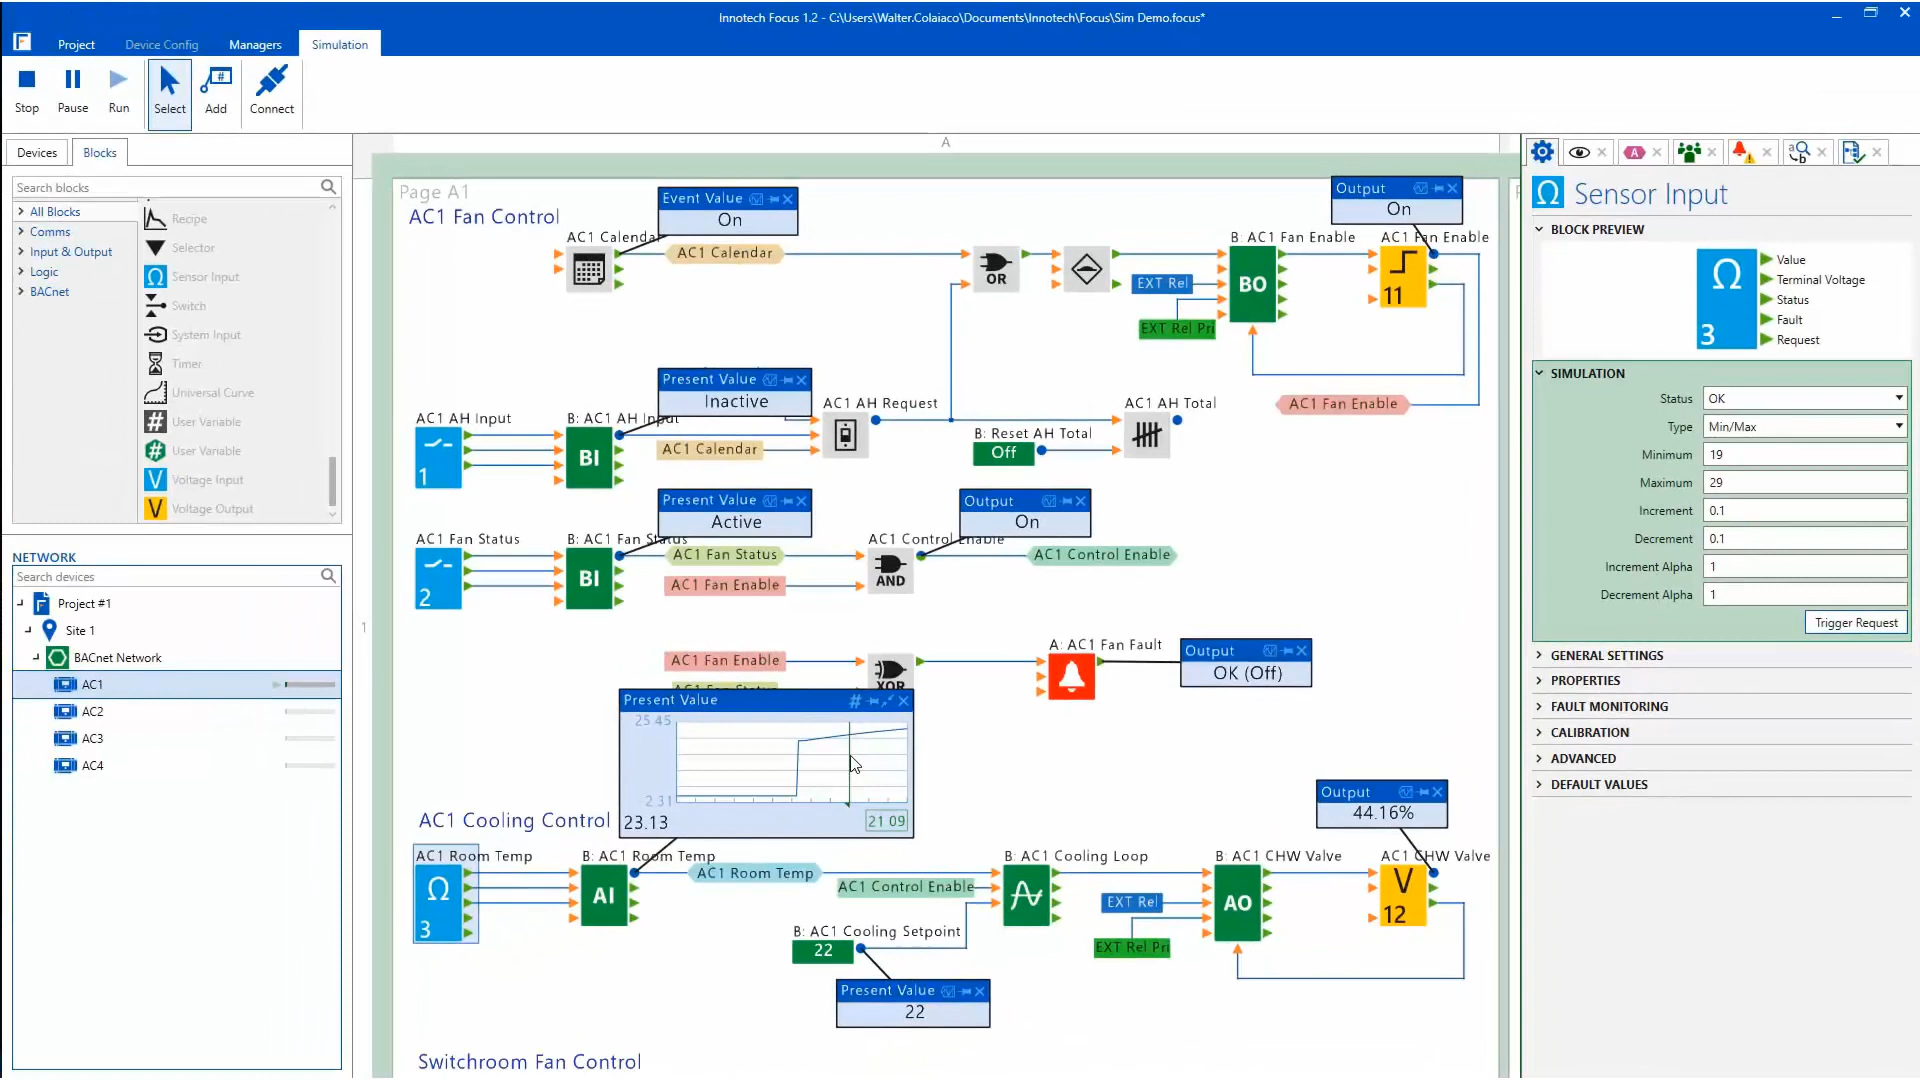 Innotech Focus 1.2 - C:\Users\Walter.Colaiaco\Documents\Innotech\Focus\Sim Demo.focus*
Project
Device Config
Managers
Simulation
Stop
Pause
Run
Select
Add
Connect
Devices
Blocks
Search blocks
All Blocks
Comms
Input & Output
Logic
BACnet
Recipe
Selector
Sensor Input
Switch
System Input
Timer
Universal Curve
User Variable
User Variable
Voltage Input
Voltage Output
NETWORK
Search devices
Project #1
Site 1
BACnet Network
AC1
AC2
AC3
AC4
A
1
Page A1
AC1 Fan Control
Event Value
On
AC1 Calendar
OR
EXT Rel
EXT Rel Pri
B: AC1 Fan Enable
BO
Output
On
AC1 Fan Enable
11
AC1 Fan Enable
AC1 AH Input
1
B: AC1 AH Input
BI
Present Value
Inactive
AC1 Calendar
AC1 AH Request
B: Reset AH Total
Off
AC1 AH Total
AC1 Fan Status
2
B: AC1 Fan Status
BI
Present Value
Active
AC1 Fan Status
AC1 Fan Enable
AC1 Control Enable
AND
Output
On
AC1 Control Enable
AC1 Fan Enable
AC1 Fan Status
XOR
A: AC1 Fan Fault
Output
OK (Off)
Present Value
25.45
2.31
23.13
21 09
AC1 Cooling Control
AC1 Room Temp
3
B: AC1 Room Temp
AI
AC1 Room Temp
AC1 Control Enable
B: AC1 Cooling Setpoint
22
Present Value
22
B: AC1 Cooling Loop
EXT Rel
EXT Rel Pri
B: AC1 CHW Valve
AO
Output
44.16%
AC1 CHW Valve
V
12
Switchroom Fan Control
Sensor Input
BLOCK PREVIEW
3
Value
Terminal Voltage
Status
Fault
Request
SIMULATION
Status OK
Type Min/Max
Minimum 19
Maximum 29
Increment 0.1
Decrement 0.1
Increment Alpha 1
Decrement Alpha 1
Trigger Request
GENERAL SETTINGS
PROPERTIES
FAULT MONITORING
CALIBRATION
ADVANCED
DEFAULT VALUES